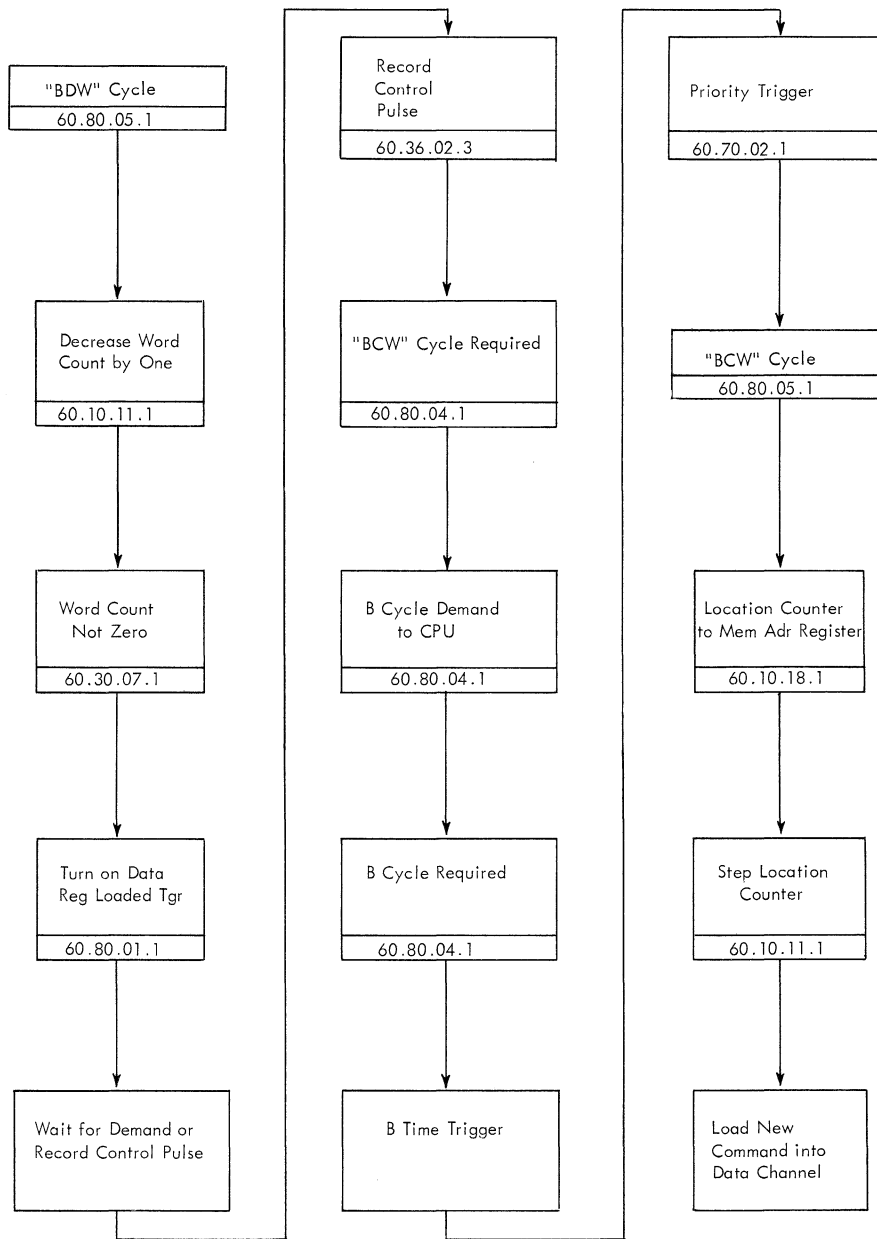 "BDW" Cycle
60.80.05.1
Decrease Word
Count by One
60.10.11.1
Word Count
Not Zero
60.30.07.1
Turn on Data
Reg Loaded Tgr
60.80.01.1
Wait for Demand or
Record Control Pulse
Record
Control
Pulse
60.36.02.3
"BCW" Cycle Required
60.80.04.1
B Cycle Demand
to CPU
60.80.04.1
B Cycle Required
60.80.04.1
B Time Trigger
Priority Trigger
60.70.02.1
"BCW" Cycle
60.80.05.1
Location Counter
to Mem Adr Register
60.10.18.1
Step Location
Counter
60.10.11.1
Load New
Command into
Data Channel